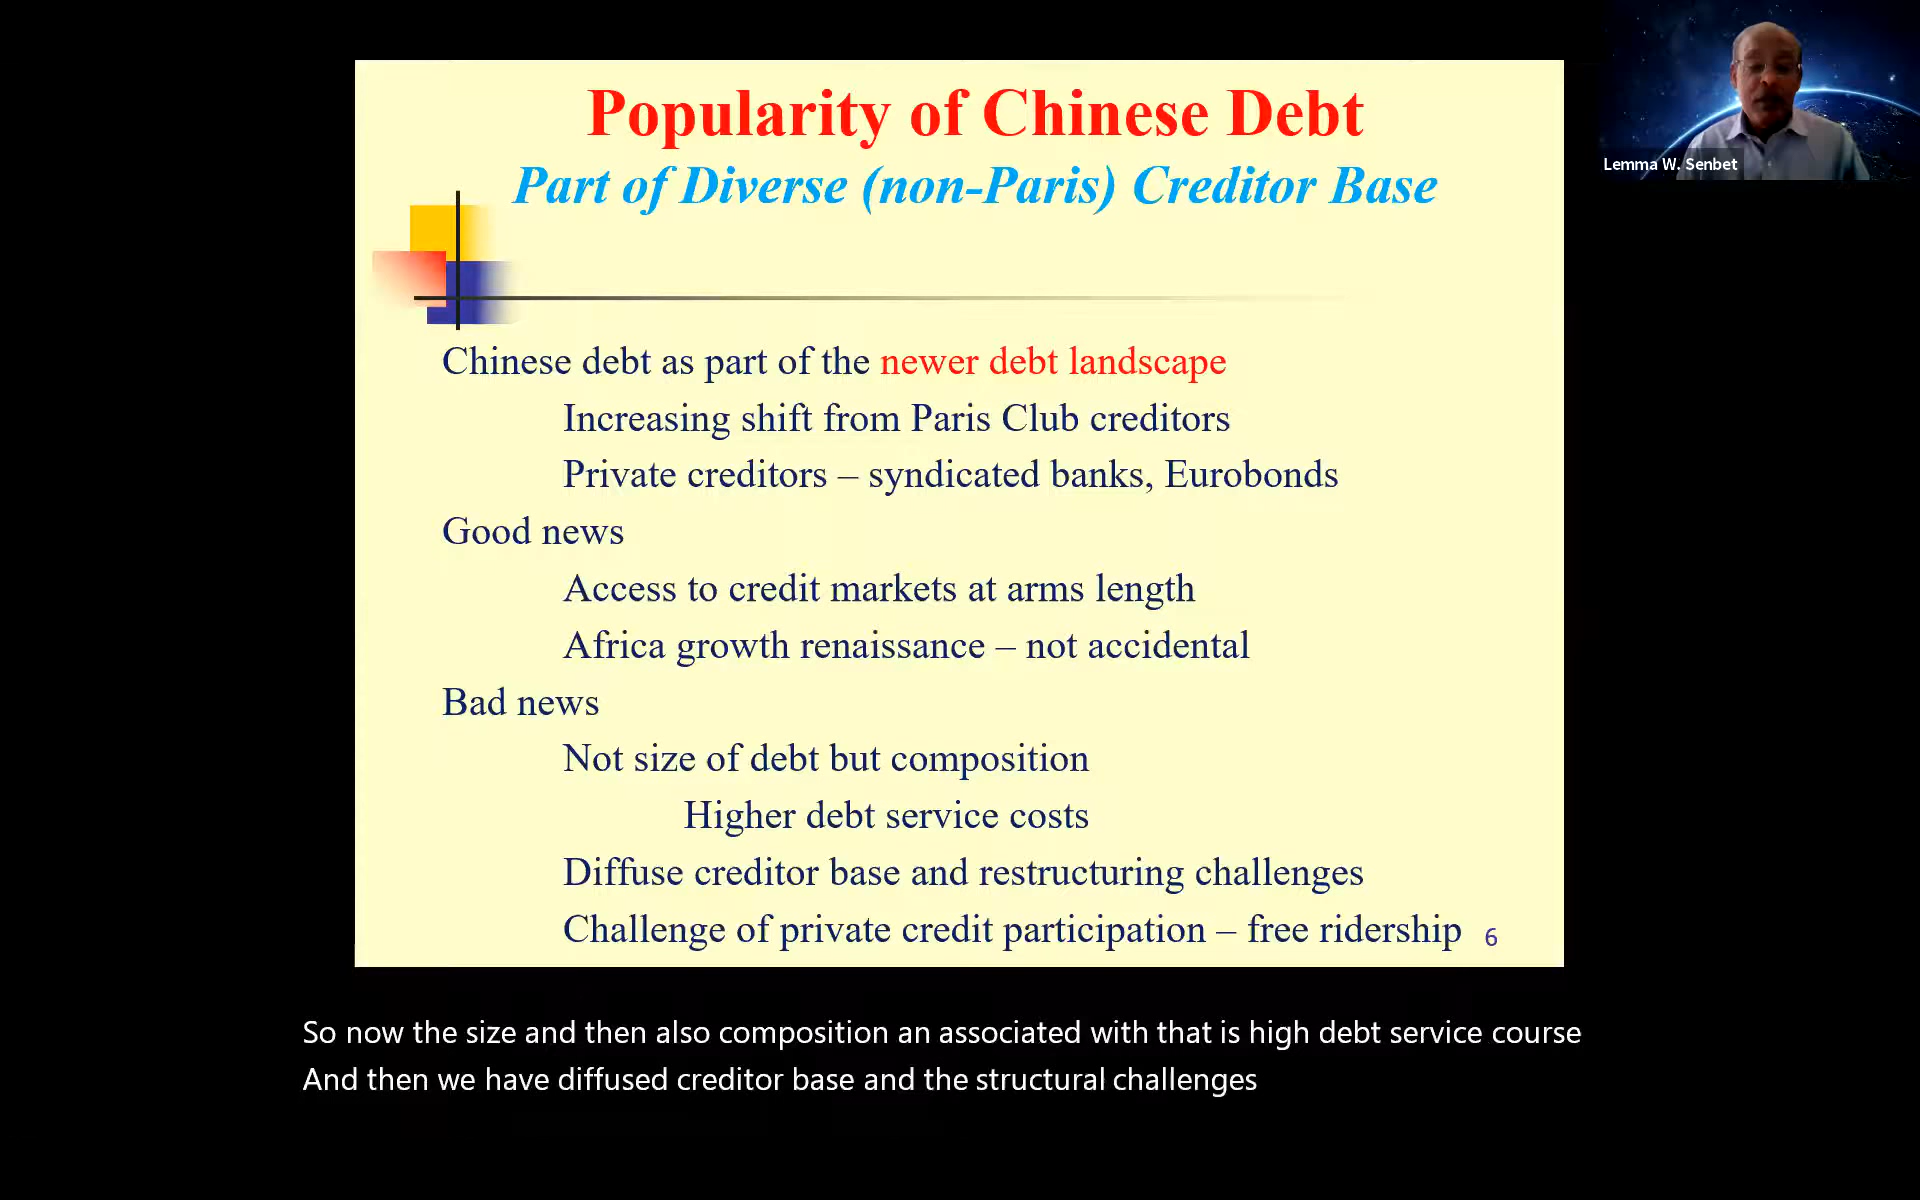 Popularity of Chinese Debt
Part of Diverse (non-Paris) Creditor Base
Lemma W. Senbet
Chinese debt as part of the newer debt landscape
Increasing shift from Paris Club creditors
Private creditors – syndicated banks, Eurobonds
Good news
Access to credit markets at arms length
Africa growth renaissance – not accidental
Bad news
Not size of debt but composition
Higher debt service costs
Diffuse creditor base and restructuring challenges
Challenge of private credit participation – free ridership
6
So now the size and then also composition an associated with that is high debt service course
And then we have diffused creditor base and the structural challenges